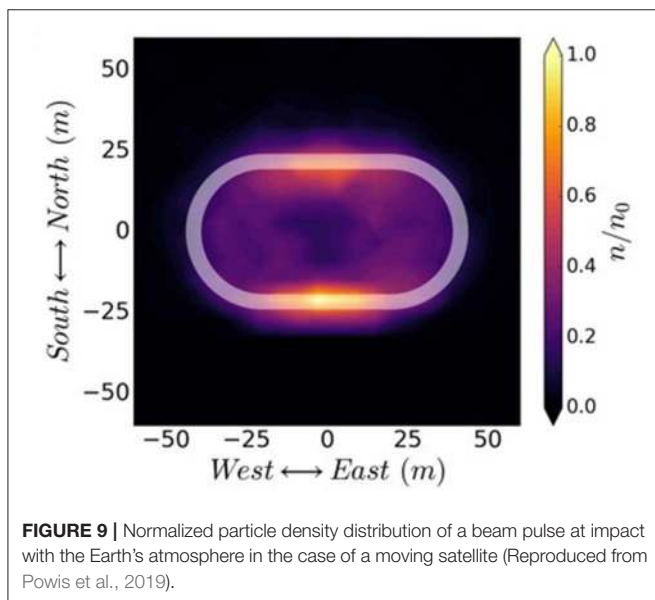 50
25
0
−25
−50
South ⟷ North (m)
−50 −25 0 25 50
West ⟷ East (m)
1.0
0.8
0.6
0.4
0.2
0.0
n/n₀
FIGURE 9 | Normalized particle density distribution of a beam pulse at impact
with the Earth's atmosphere in the case of a moving satellite (Reproduced from
Powis et al., 2019).